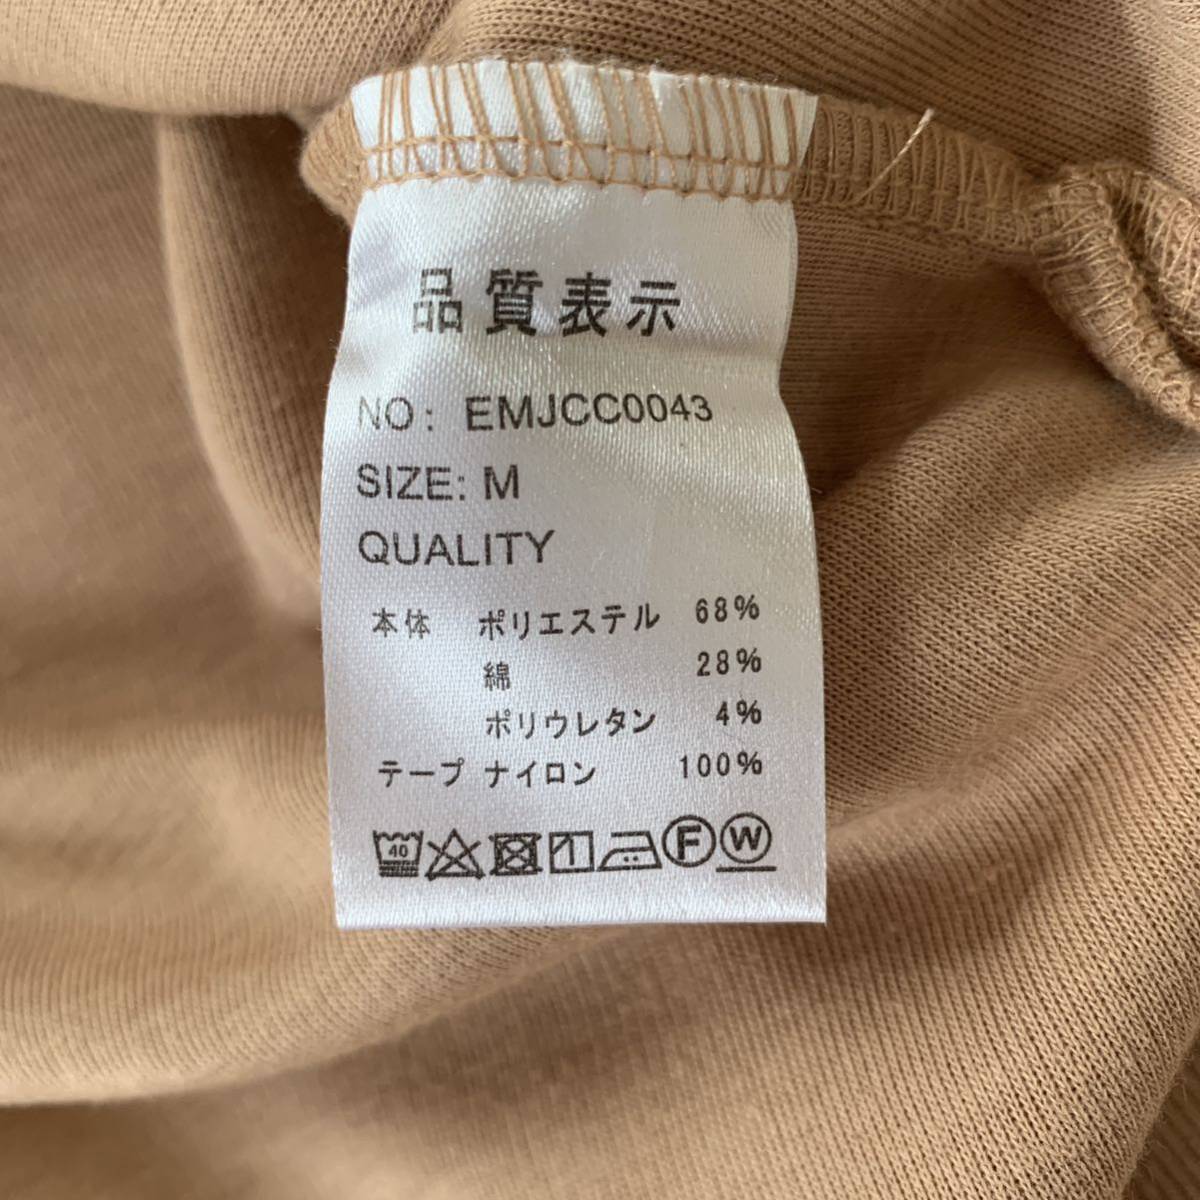 品質表示
NO: EMJCC0043
SIZE: M
QUALITY
本体 ポリエステル 68%
綿 28%
ポリウレタン 4%
テープ ナイロン 100%
40 F W